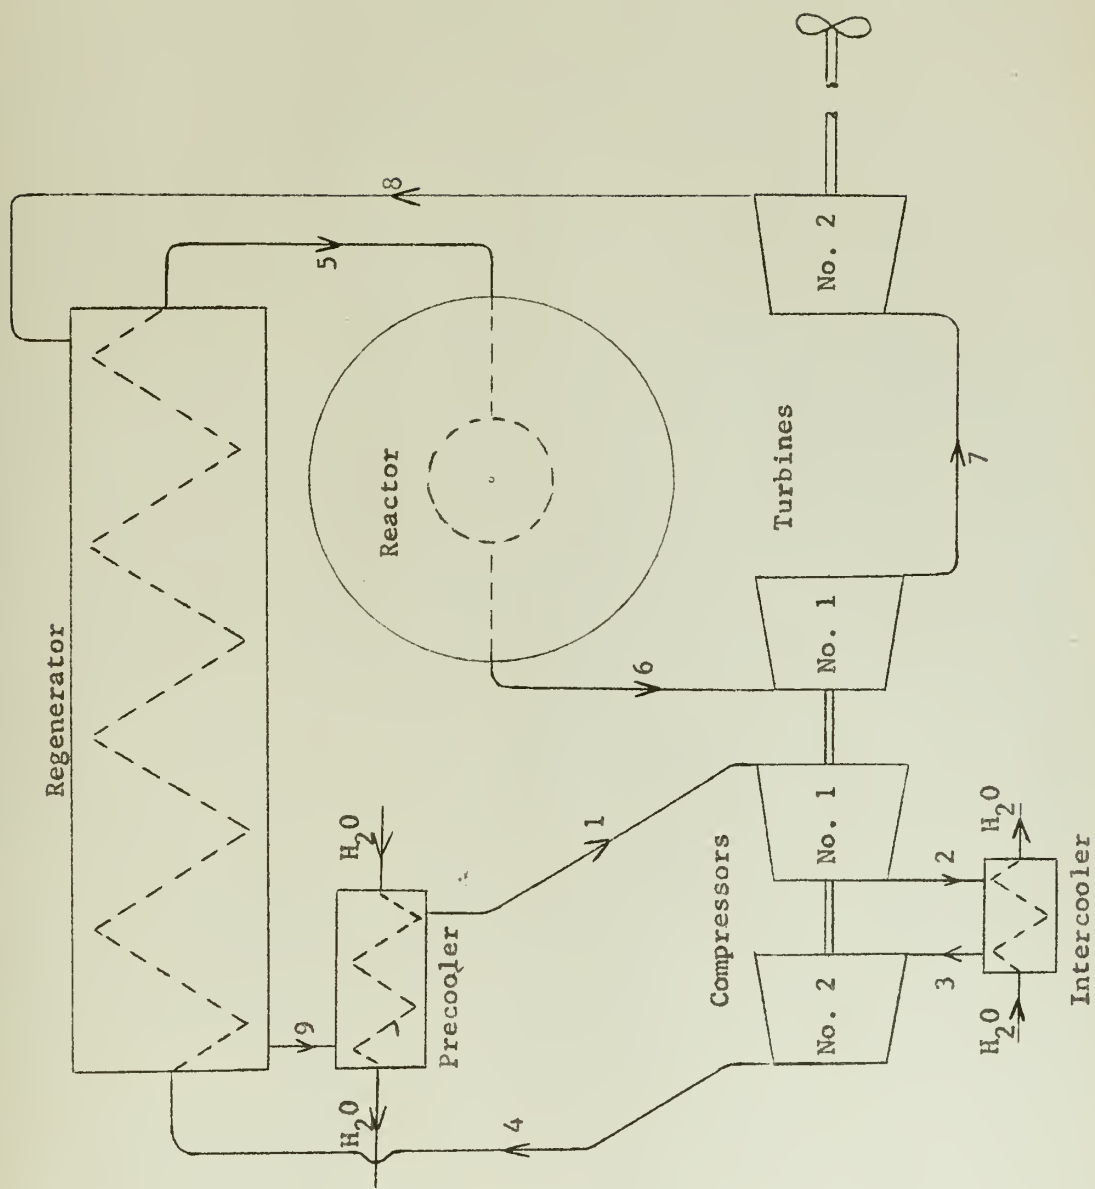 Regenerator
8
5
Reactor
6
9
H₂O
H₂O
Precooler
1
4
Compressors
Turbines
No. 2
No. 1
No. 1
No. 2
3
2
7
H₂O
H₂O
Intercooler